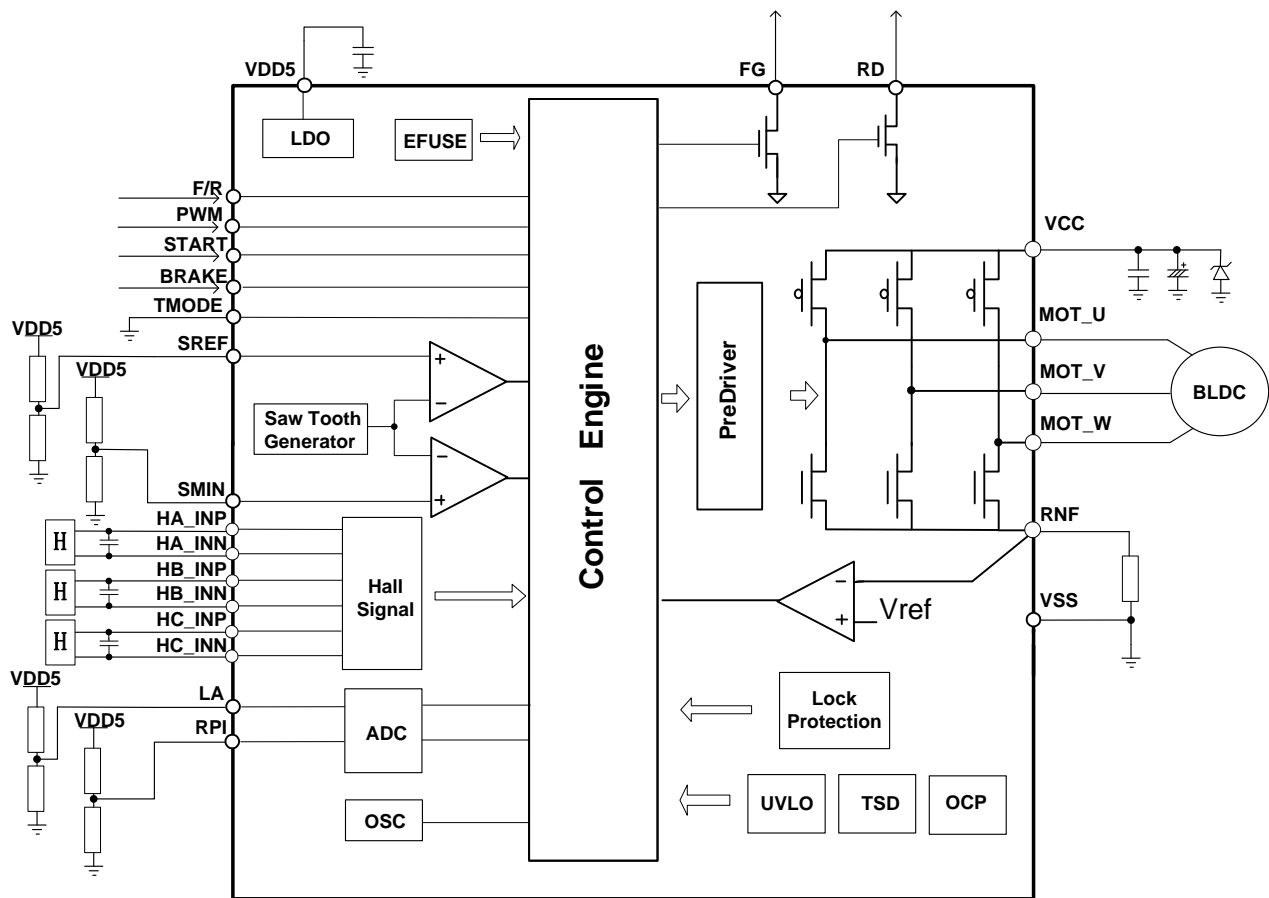 VDD5
FG
RD
LDO
EFUSE
F/R
PWM
START
BRAKE
TMODE
VDD5
SREF
VDD5
Saw Tooth
Generator
+
−
−
+
SMIN
HA_INP
HA_INN
HB_INP
HB_INN
HC_INP
HC_INN
H
H
H
Hall
Signal
VDD5
LA
VDD5
RPI
ADC
OSC
Control Engine
PreDriver
VCC
+
MOT_U
MOT_V
MOT_W
BLDC
RNF
VSS
−
+
Vref
Lock
Protection
UVLO
TSD
OCP